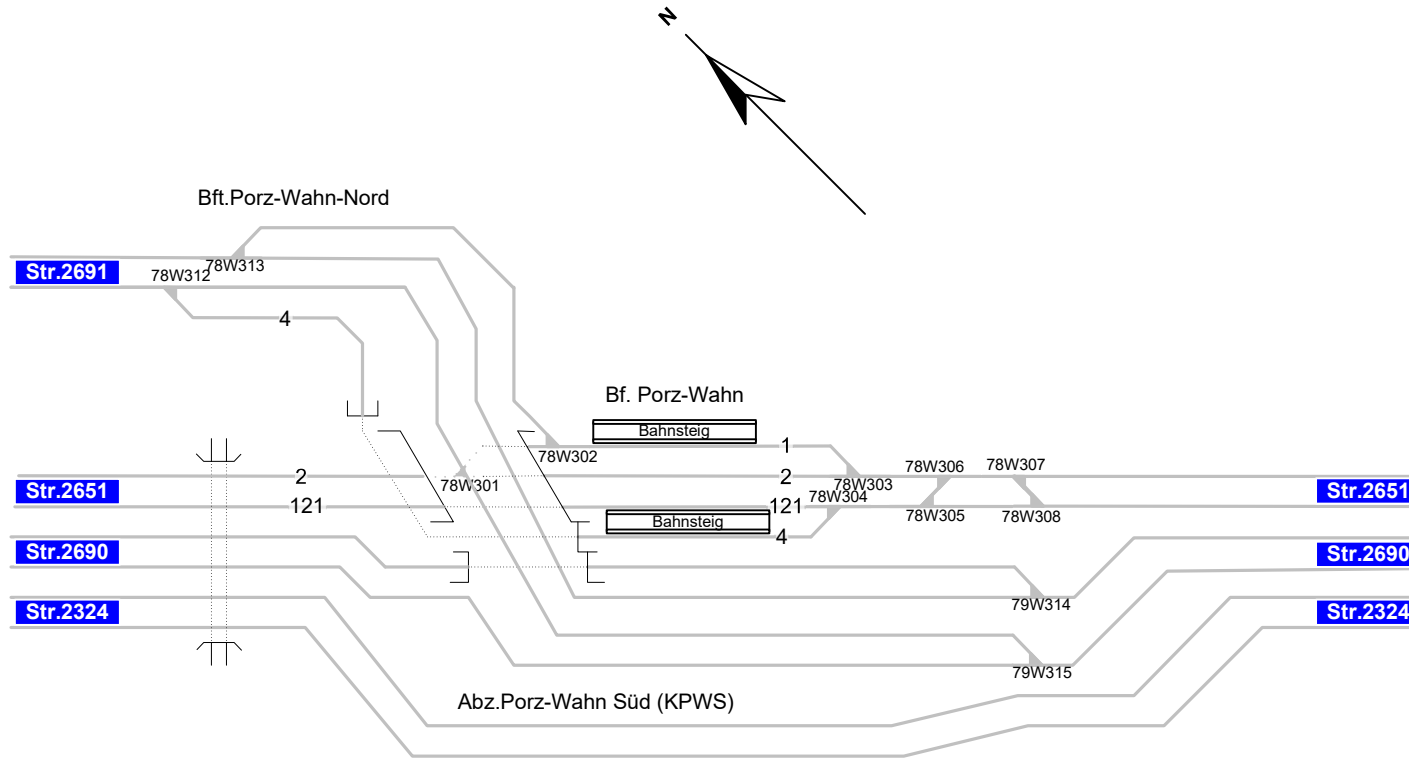 N
Bft.Porz-Wahn-Nord
78W313
Str.2691
78W312
4
Bf. Porz-Wahn
Bahnsteig
1
78W302
2
78W301
2
78W303
78W306
78W307
Str.2651
Str.2651
121
121
78W304
78W305
78W308
Bahnsteig
4
Str.2690
Str.2690
79W314
Str.2324
Str.2324
79W315
Abz.Porz-Wahn Süd (KPWS)